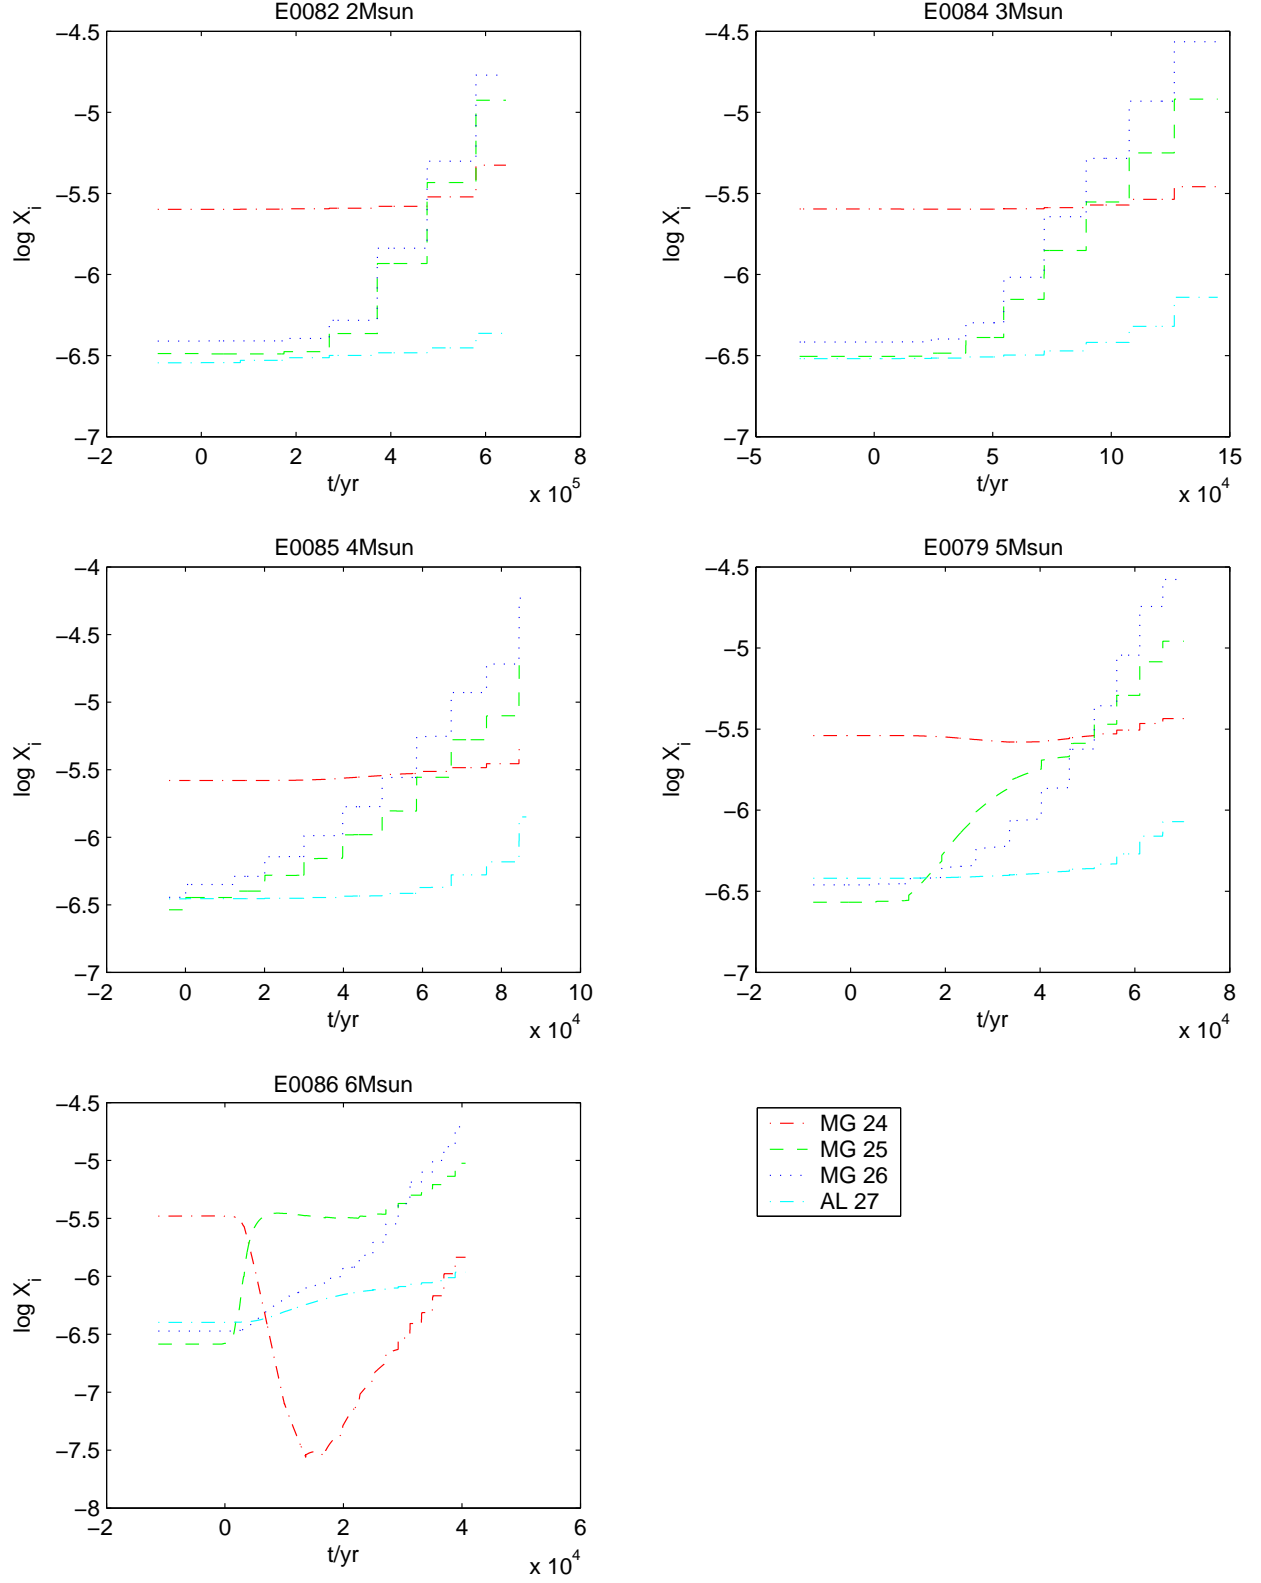 E0082 2Msun
−4.5
−5
−5.5
−6
−6.5
−7
log X_i
−2 0 2 4 6 8
t/yr
x 10^5
E0084 3Msun
−4.5
−5
−5.5
−6
−6.5
−7
log X_i
−5 0 5 10 15
t/yr
x 10^4
E0085 4Msun
−4
−4.5
−5
−5.5
−6
−6.5
−7
log X_i
−2 0 2 4 6 8 10
t/yr
x 10^4
E0079 5Msun
−4.5
−5
−5.5
−6
−6.5
−7
log X_i
−2 0 2 4 6 8
t/yr
x 10^4
E0086 6Msun
−4.5
−5
−5.5
−6
−6.5
−7
−7.5
−8
log X_i
−2 0 2 4 6
t/yr
x 10^4
MG 24
MG 25
MG 26
AL 27